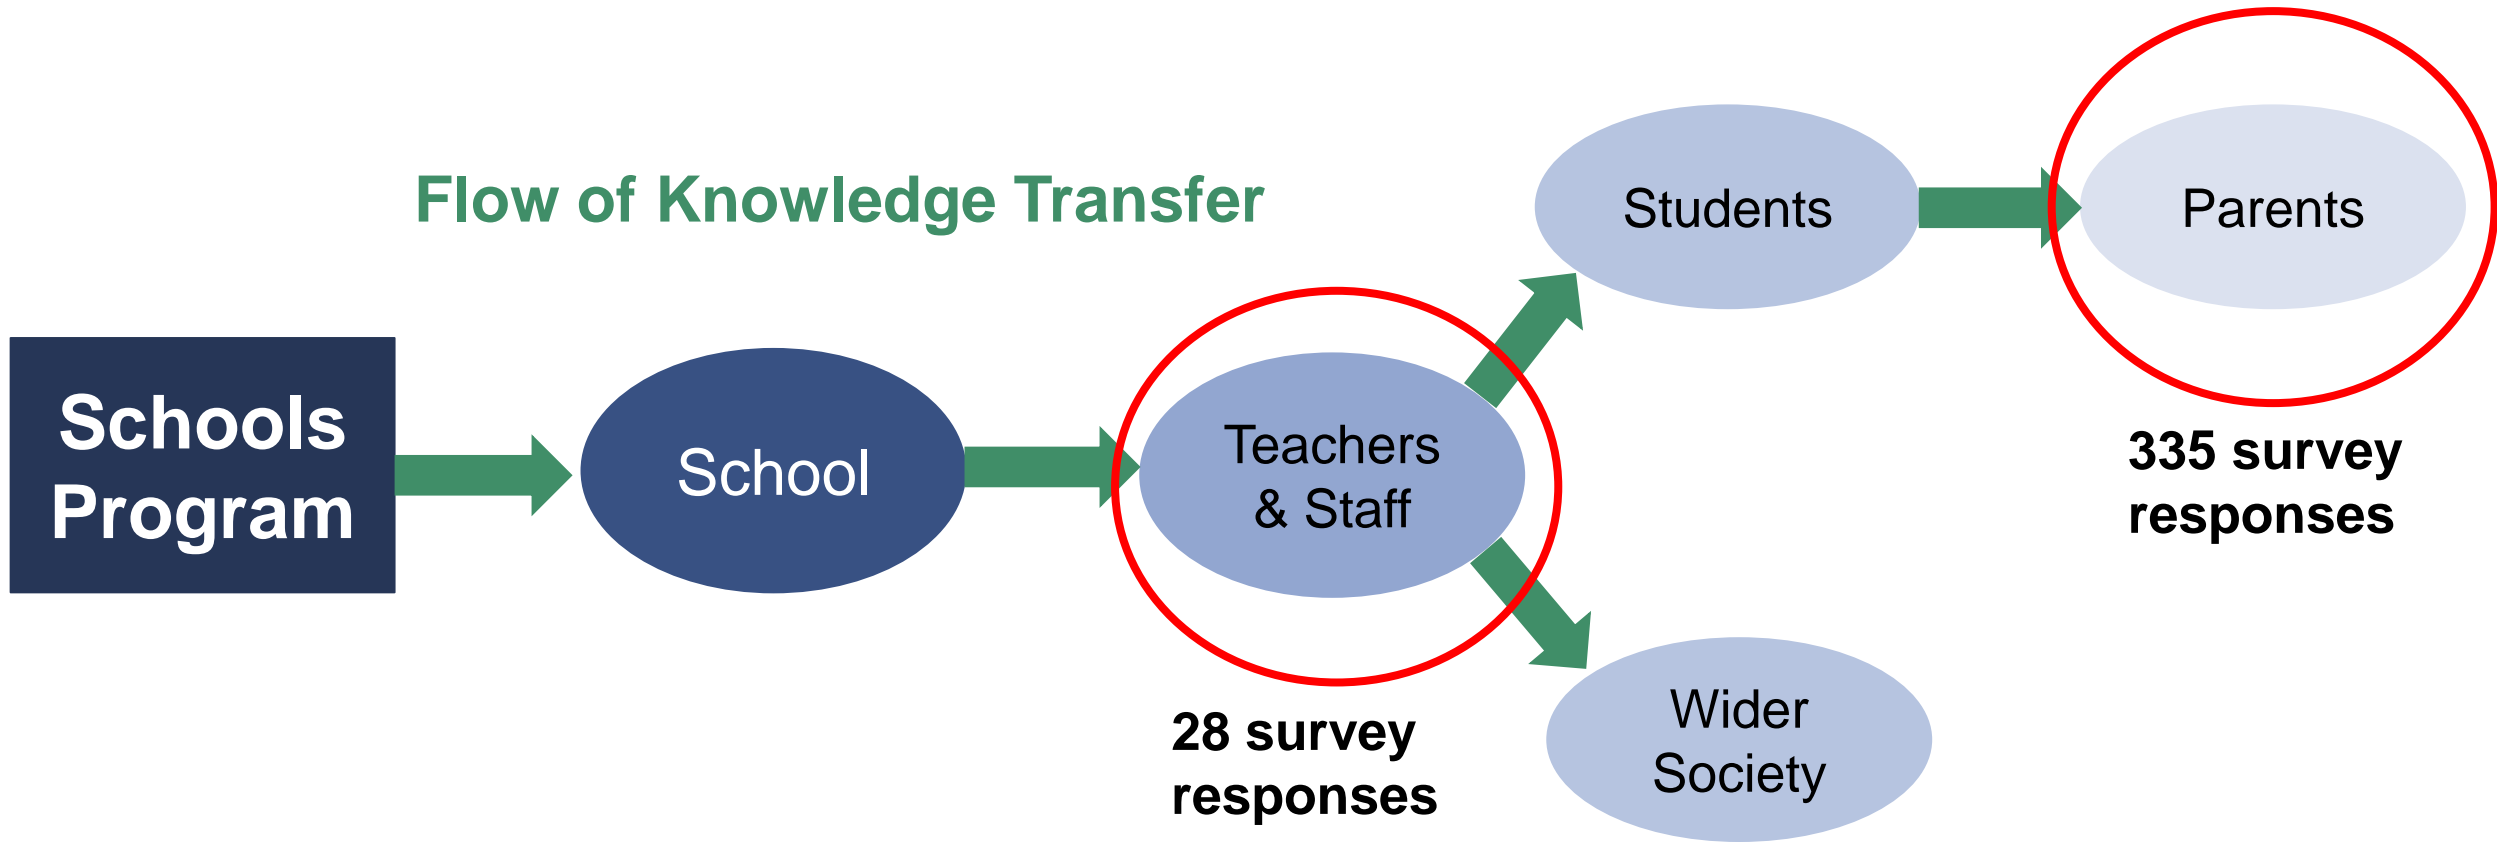 Flow of Knowledge Transfer
Schools
Program
School
Teachers
& Staff
28 survey
responses
Students
Parents
335 survey
responses
Wider
Society